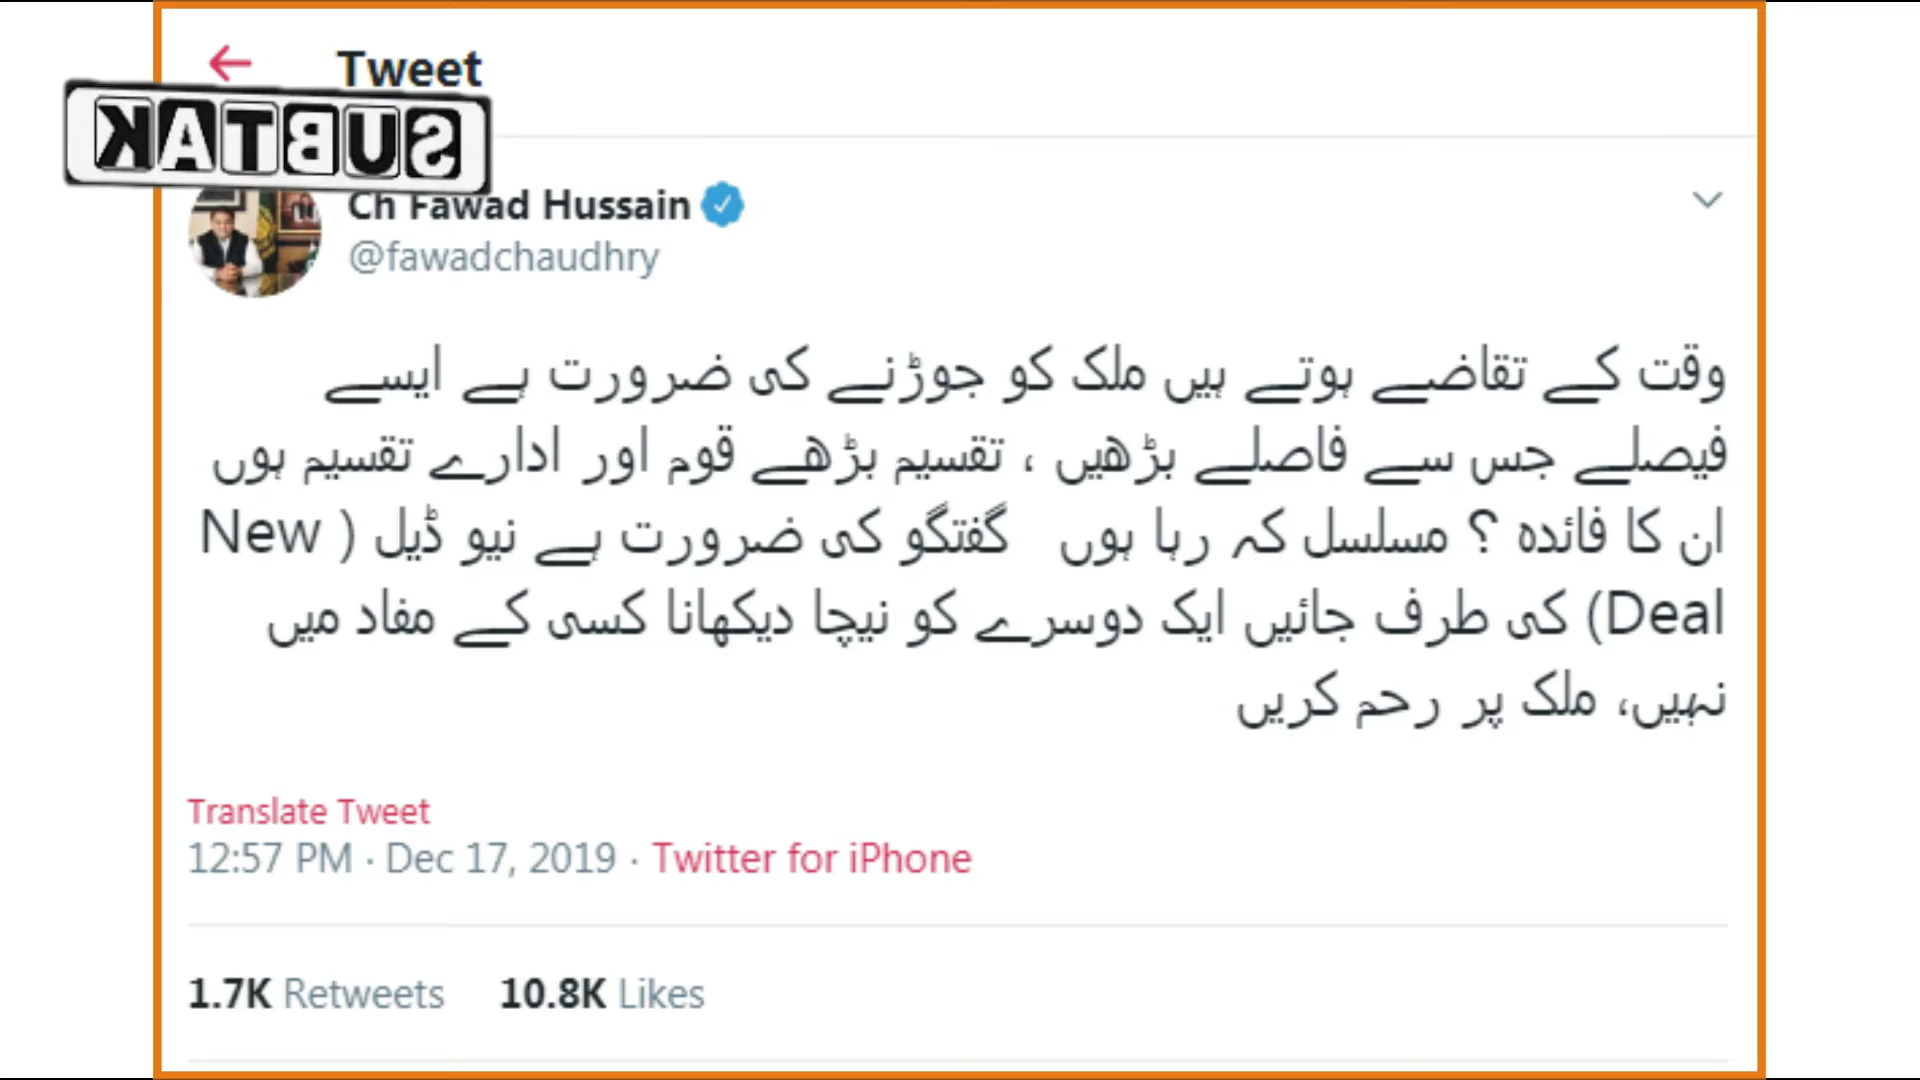 Tweet
SUBTAK
Ch Fawad Hussain
@fawadchaudhry
وقت کے تقاضے ہوتے ہیں ملک کو جوڑنے کی ضرورت ہے ایسے
فیصلے جس سے فاصلے بڑھیں ، تقسیم بڑھے قوم اور ادارے تقسیم ہوں
ان کا فائدہ ؟ مسلسل کہ رہا ہوں گفتگو کی ضرورت ہے نیو ڈیل ( New
Deal) کی طرف جائیں ایک دوسرے کو نیچا دیکھانا کسی کے مفاد میں
نہیں، ملک پر رحم کریں
Translate Tweet
12:57 PM · Dec 17, 2019 · Twitter for iPhone
1.7K Retweets 10.8K Likes